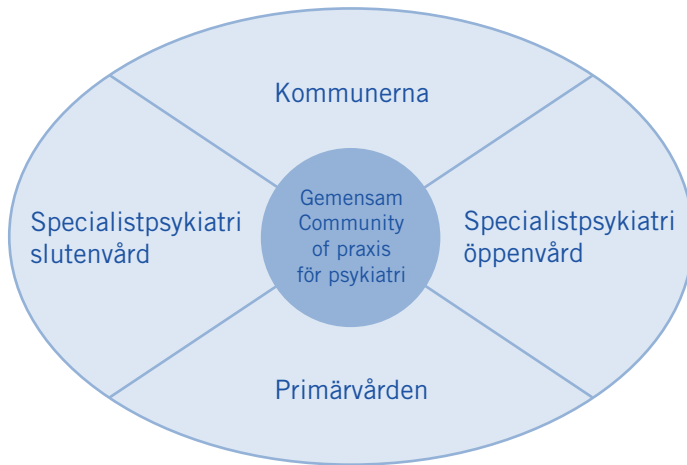 Kommunerna
Specialistpsykiatri
slutenvård
Gemensam
Community
of praxis
för psykiatri
Specialistpsykiatri
öppenvård
Primärvården